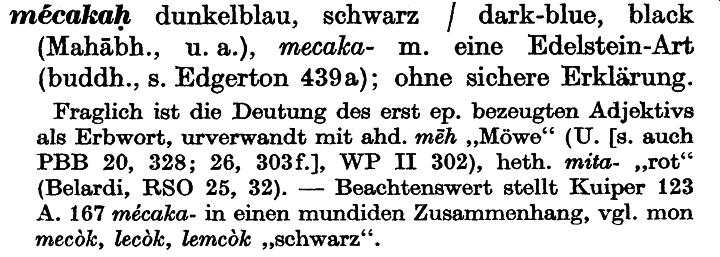 mécakaḥ dunkelblau, schwarz / dark-blue, black
(Mahābh., u. a.), mecaka- m. eine Edelstein-Art
(buddh., s. Edgerton 439a); ohne sichere Erklärung.
Fraglich ist die Deutung des erst ep. bezeugten Adjektivs
als Erbwort, urverwandt mit ahd. mēh „Möwe“ (U. [s. auch
PBB 20, 328; 26, 303f.], WP II 302), heth. mita- „rot“
(Belardi, RSO 25, 32). — Beachtenswert stellt Kuiper 123
A. 167 mécaka- in einen mundiden Zusammenhang, vgl. mon
mecòk, lecòk, lemcòk „schwarz“.